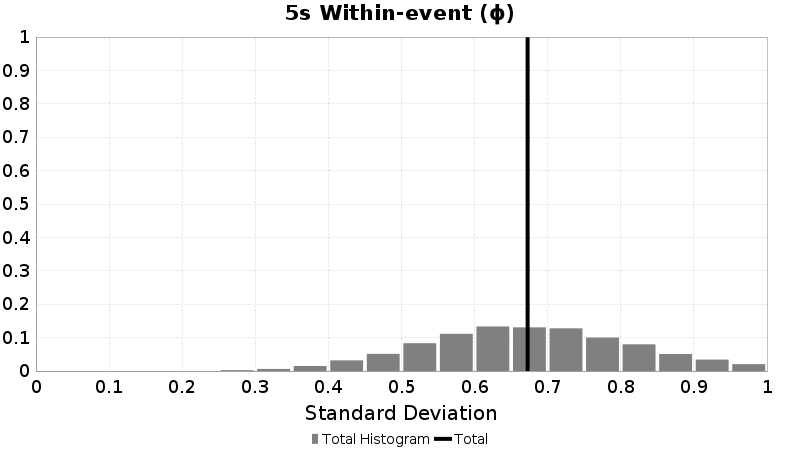 5s Within-event (ϕ)
1
0.9
0.8
0.7
0.6
0.5
0.4
0.3
0.2
0.1
0
0 0.1 0.2 0.3 0.4 0.5 0.6 0.7 0.8 0.9 1
Standard Deviation
Total Histogram Total